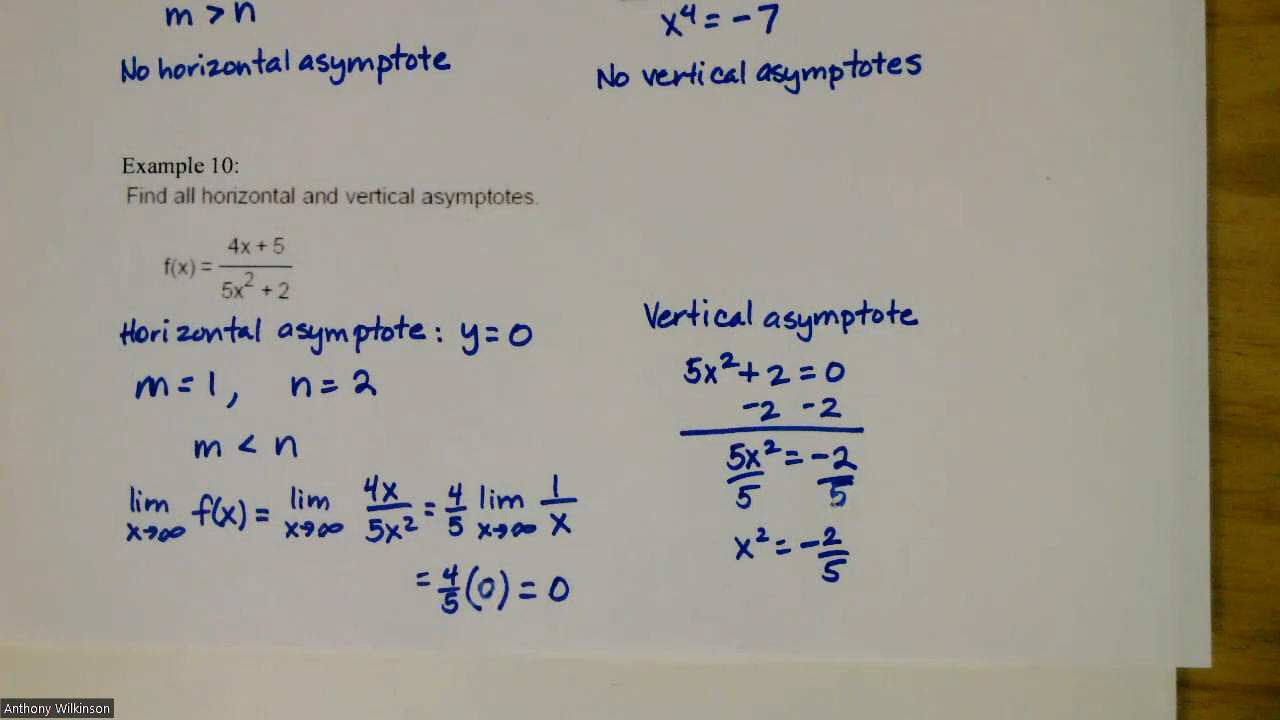 m > n
No horizontal asymptote
x⁴ = -7
No vertical asymptotes
Example 10:
Find all horizontal and vertical asymptotes.
f(x) = (4x + 5)/(5x² + 2)
Horizontal asymptote: y = 0
m = 1, n = 2
m < n
lim x→∞ f(x) = lim x→∞ 4x/5x² = 4/5 lim x→∞ 1/x
= 4/5 (0) = 0
Vertical asymptote
5x² + 2 = 0
-2 -2
5x²/5 = -2/5
x² = -2/5
Anthony Wilkinson